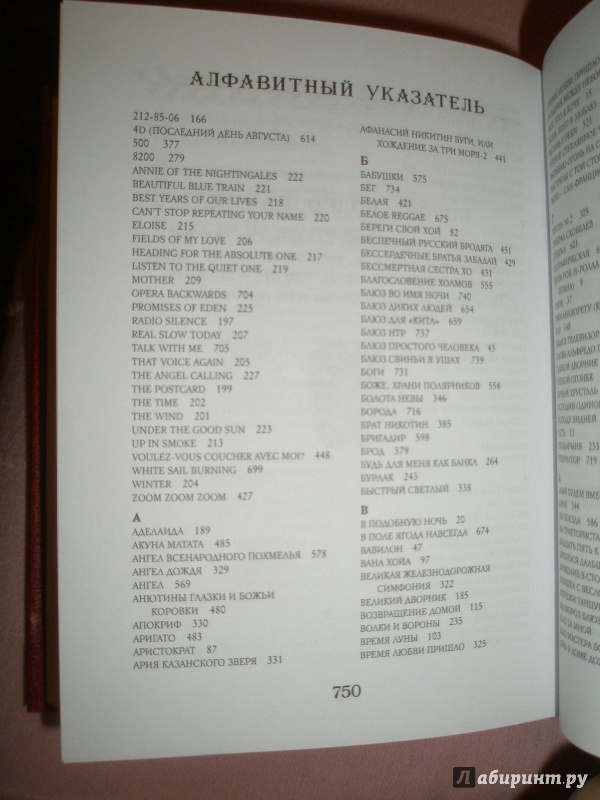 АЛФАВИТНЫЙ УКАЗАТЕЛЬ
212-85-06 166
4D (ПОСЛЕДНИЙ ДЕНЬ АВГУСТА) 614
500 377
8200 279
ANNIE OF THE NIGHTINGALES 222
BEAUTIFUL BLUE TRAIN 221
BEST YEARS OF OUR LIVES 218
CAN'T STOP REPEATING YOUR NAME 220
ELOISE 215
FIELDS OF MY LOVE 206
HEADING FOR THE ABSOLUTE ONE 217
LISTEN TO THE QUIET ONE 219
MOTHER 209
OPERA BACKWARDS 704
PROMISES OF EDEN 225
RADIO SILENCE 197
REAL SLOW TODAY 207
TALK WITH ME 705
THAT VOICE AGAIN 205
THE ANGEL CALLING 227
THE POSTCARD 199
THE TIME 202
THE WIND 201
UNDER THE GOOD SUN 223
UP IN SMOKE 213
VOULEZ-VOUS COUCHER AVEC MOI? 448
WHITE SAIL BURNING 699
WINTER 204
ZOOM ZOOM ZOOM 427
А
АДЕЛАИДА 189
АКУНА МАТАТА 485
АНГЕЛ ВСЕНАРОДНОГО ПОХМЕЛЬЯ 578
АНГЕЛ ДОЖДЯ 329
АНГЕЛ 569
АНЮТИНЫ ГЛАЗКИ И БОЖЬИ
КОРОВКИ 480
АПОКРИФ 330
АРИГАТО 483
АРИСТОКРАТ 87
АРИЯ КАЗАНСКОГО ЗВЕРЯ 331
АФАНАСИЙ НИКИТИН БУГИ, ИЛИ
ХОЖДЕНИЕ ЗА ТРИ МОРЯ-2 441
Б
БАБУШКИ 575
БЕГ 734
БЕЛАЯ 421
БЕЛОЕ REGGAE 675
БЕРЕГИ СВОЙ ХОЙ 82
БЕСПЕЧНЫЙ РУССКИЙ БРОДЯГА 451
БЕССЕРДЕЧНЫЕ БРАТЬЯ ЗАБАДАЙ 429
БЕССМЕРТНАЯ СЕСТРА ХО 431
БЛАГОСЛОВЕНИЕ ХОЛМОВ 555
БЛЮЗ ВО ИМЯ НОЧИ 740
БЛЮЗ ДИКИХ ЛЮДЕЙ 664
БЛЮЗ ДЛЯ «КИТА» 659
БЛЮЗ НТР 737
БЛЮЗ ПРОСТОГО ЧЕЛОВЕКА 43
БЛЮЗ СВИНЬИ В УШАХ 739
БОГИ 731
БОЖЕ, ХРАНИ ПОЛЯРНИКОВ 558
БОЛОТА НЕВЫ 346
БОРОДА 716
БРАТ НИКОТИН 385
БРИГАДИР 598
БРОД 379
БУДЬ ДЛЯ МЕНЯ КАК БАНКА 264
БУРЛАК 243
БЫСТРЫЙ СВЕТЛЫЙ 338
В
В ПОДОБНУЮ НОЧЬ 20
В ПОЛЕ ЯГОДА НАВСЕГДА 674
ВАВИЛОН 47
ВАНА ХОЙА 97
ВЕЛИКАЯ ЖЕЛЕЗНОДОРОЖНАЯ
СИМФОНИЯ 322
ВЕЛИКИЙ ДВОРНИК 185
ВОЗВРАЩЕНИЕ ДОМОЙ 115
ВОЛКИ И ВОРОНЫ 235
ВРЕМЯ ЛУНЫ 103
ВРЕМЯ ЛЮБВИ ПРИШЛО 325
750
Лабиринт.ру